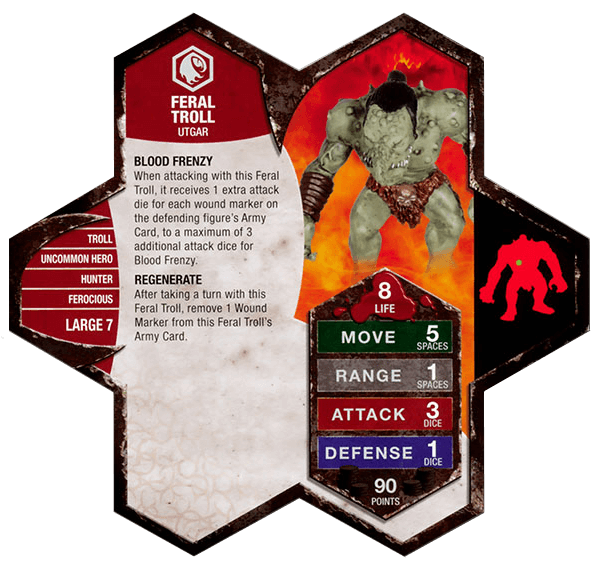 FERAL
TROLL
UTGAR
BLOOD FRENZY
When attacking with this Feral
Troll, it receives 1 extra attack
die for each wound marker on
the defending figure's Army
Card, to a maximum of 3
additional attack dice for
Blood Frenzy.
REGENERATE
After taking a turn with this
Feral Troll, remove 1 Wound
Marker from this Feral Troll's
Army Card.
TROLL
UNCOMMON HERO
HUNTER
FEROCIOUS
LARGE 7
8
LIFE
MOVE 5
SPACES
RANGE 1
SPACES
ATTACK 3
DICE
DEFENSE 1
DICE
90
POINTS